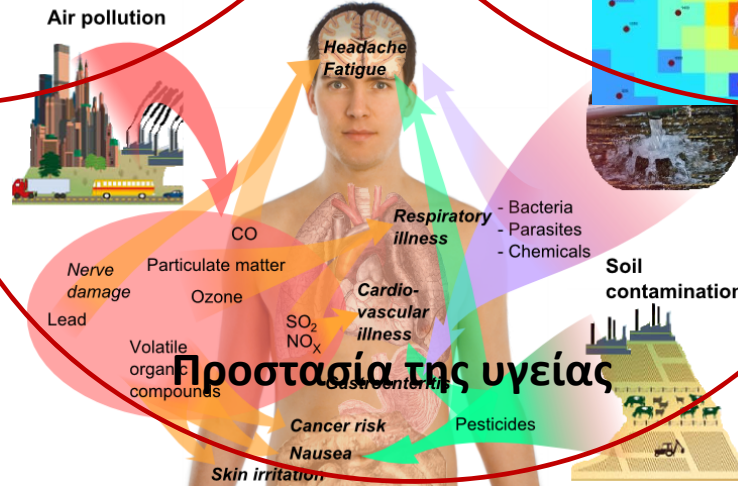 Air pollution
Headache
Fatigue
CO
Particulate matter
Ozone
Nerve
damage
Lead
SO2
NOX
Volatile
organic
compounds
Respiratory
illness
Cardio-
vascular
illness
- Bacteria
- Parasites
- Chemicals
Soil
contamination
Προστασία της υγείας
Gastroenteritis
Cancer risk
Pesticides
Nausea
Skin irritation